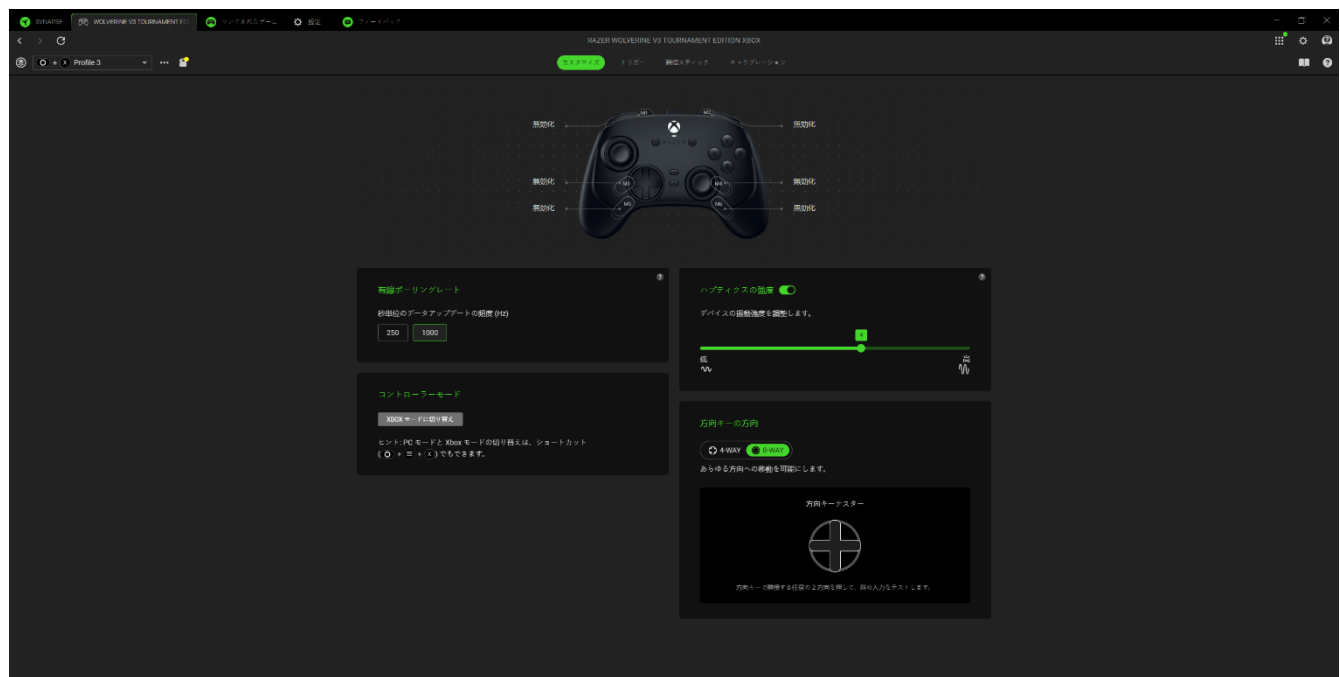 SYNAPSE
WOLVERINE V3 TOURNAMENT EDI
リンクされたゲーム
設定
フィードバック
RAZER WOLVERINE V3 TOURNAMENT EDITION XBOX
+ X Profile 3
カスタマイズ
トリガー
親指スティック
キャリブレーション
M1
M2
無効化
無効化
RAZER
無効化
M3
M4
無効化
無効化
M5
M6
無効化
有線ポーリングレート
秒単位のデータアップデートの頻度 (Hz)
250
1000
コントローラーモード
XBOX モードに切り替え
ヒント: PC モードと Xbox モードの切り替えは、ショートカット
( + ≡ + X ) でもできます。
ハプティクスの強度
デバイスの振動強度を調整します。
4
低
高
方向キーの方向
4-WAY
8-WAY
あらゆる方向への移動を可能にします。
方向キーテスター
方向キーで隣接する任意の 2 方向を押して、斜め入力をテストします。